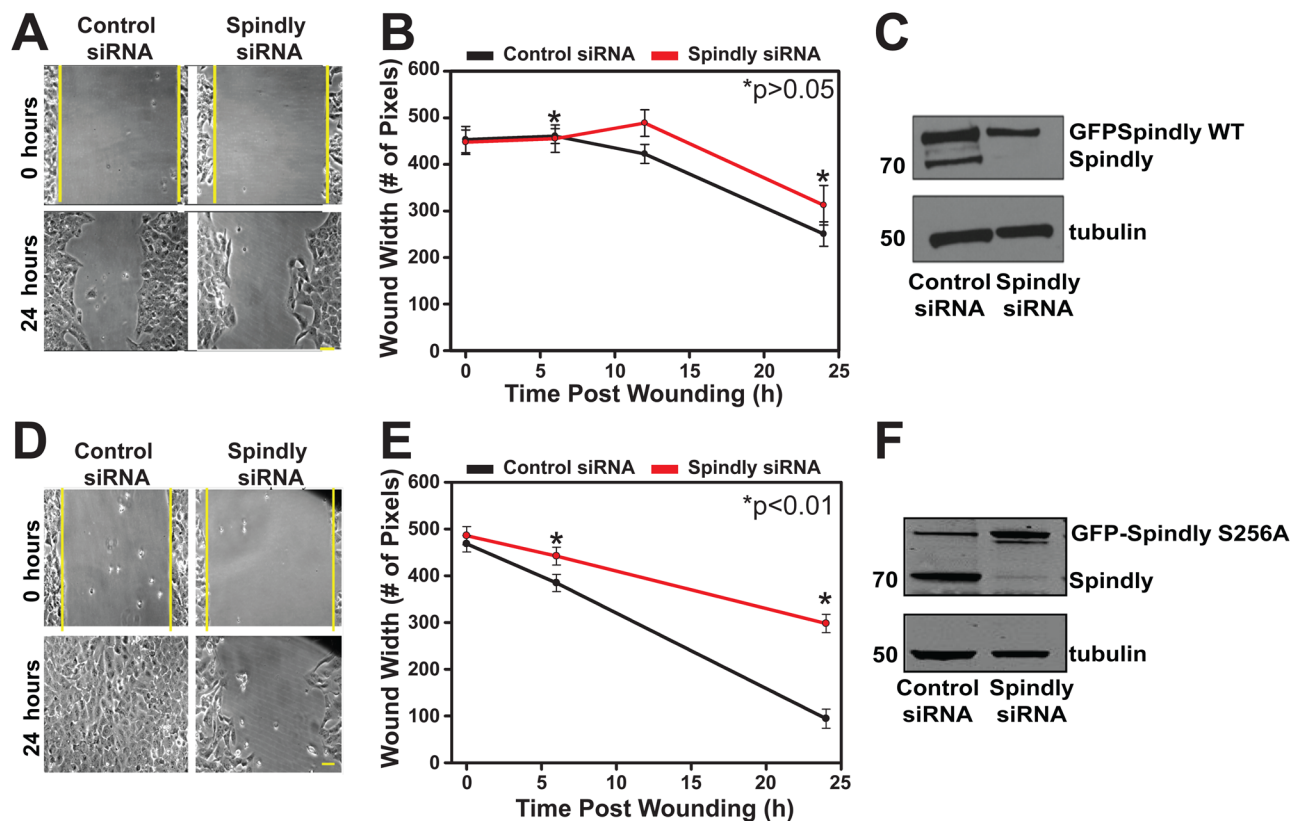 A
Control
siRNA
Spindly
siRNA
0 hours
24 hours
B
Control siRNA
Spindly siRNA
*p>0.05
*
*
Wound Width (# of Pixels)
600
500
400
300
200
100
0
0
5
10
15
20
25
Time Post Wounding (h)
C
GFPSpindly WT
70
Spindly
50
tubulin
Control
siRNA
Spindly
siRNA
D
Control
siRNA
Spindly
siRNA
0 hours
24 hours
E
Control siRNA
Spindly siRNA
*p<0.01
*
*
Wound Width (# of Pixels)
600
500
400
300
200
100
0
0
5
10
15
20
25
Time Post Wounding (h)
F
GFP-Spindly S256A
70
Spindly
50
tubulin
Control
siRNA
Spindly
siRNA